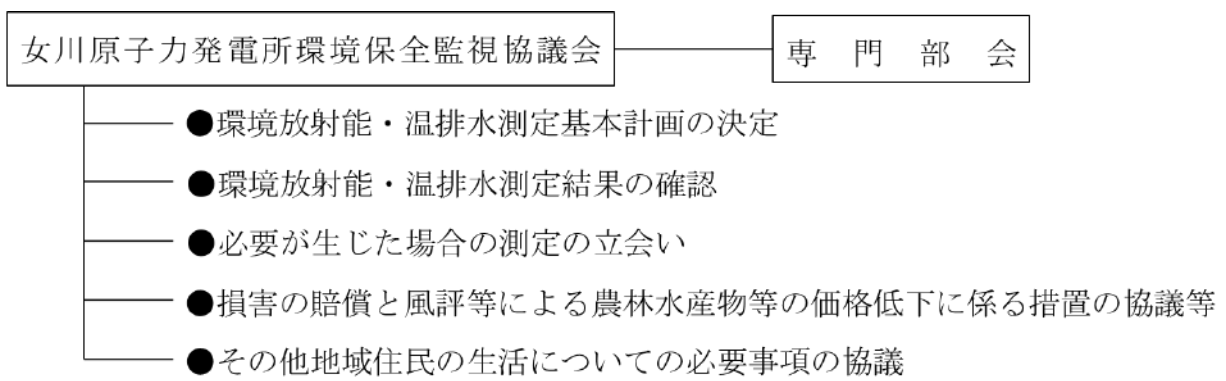 女川原子力発電所環境保全監視協議会
専門部会
●環境放射能・温排水測定基本計画の決定
●環境放射能・温排水測定結果の確認
●必要が生じた場合の測定の立会い
●損害の賠償と風評等による農林水産物等の価格低下に係る措置の協議等
●その他地域住民の生活についての必要事項の協議